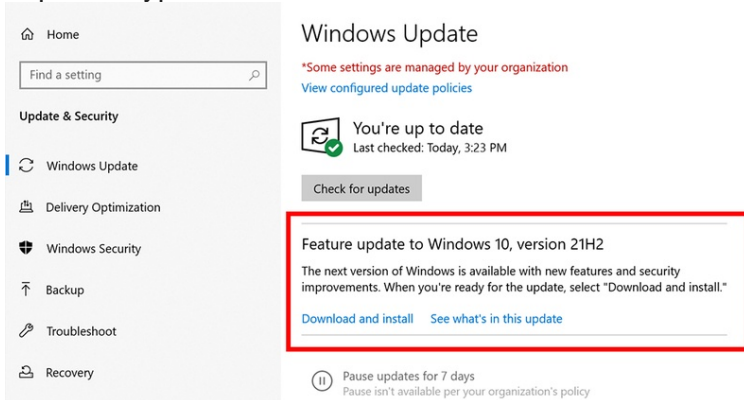 Home
Find a setting
Update & Security
Windows Update
Delivery Optimization
Windows Security
Backup
Troubleshoot
Recovery
Windows Update
*Some settings are managed by your organization
View configured update policies
You're up to date
Last checked: Today, 3:23 PM
Check for updates
Feature update to Windows 10, version 21H2
The next version of Windows is available with new features and security
improvements. When you're ready for the update, select "Download and install."
Download and install See what's in this update
Pause updates for 7 days
Pause isn't available per your organization's policy